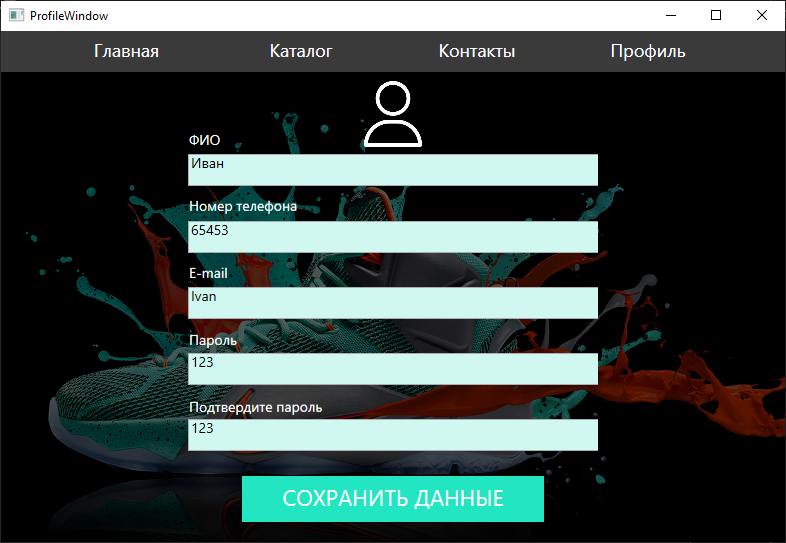 ProfileWindow
Главная Каталог Контакты Профиль
ФИО
Иван
Номер телефона
65453
E-mail
Ivan
Пароль
123
Подтвердите пароль
123
СОХРАНИТЬ ДАННЫЕ